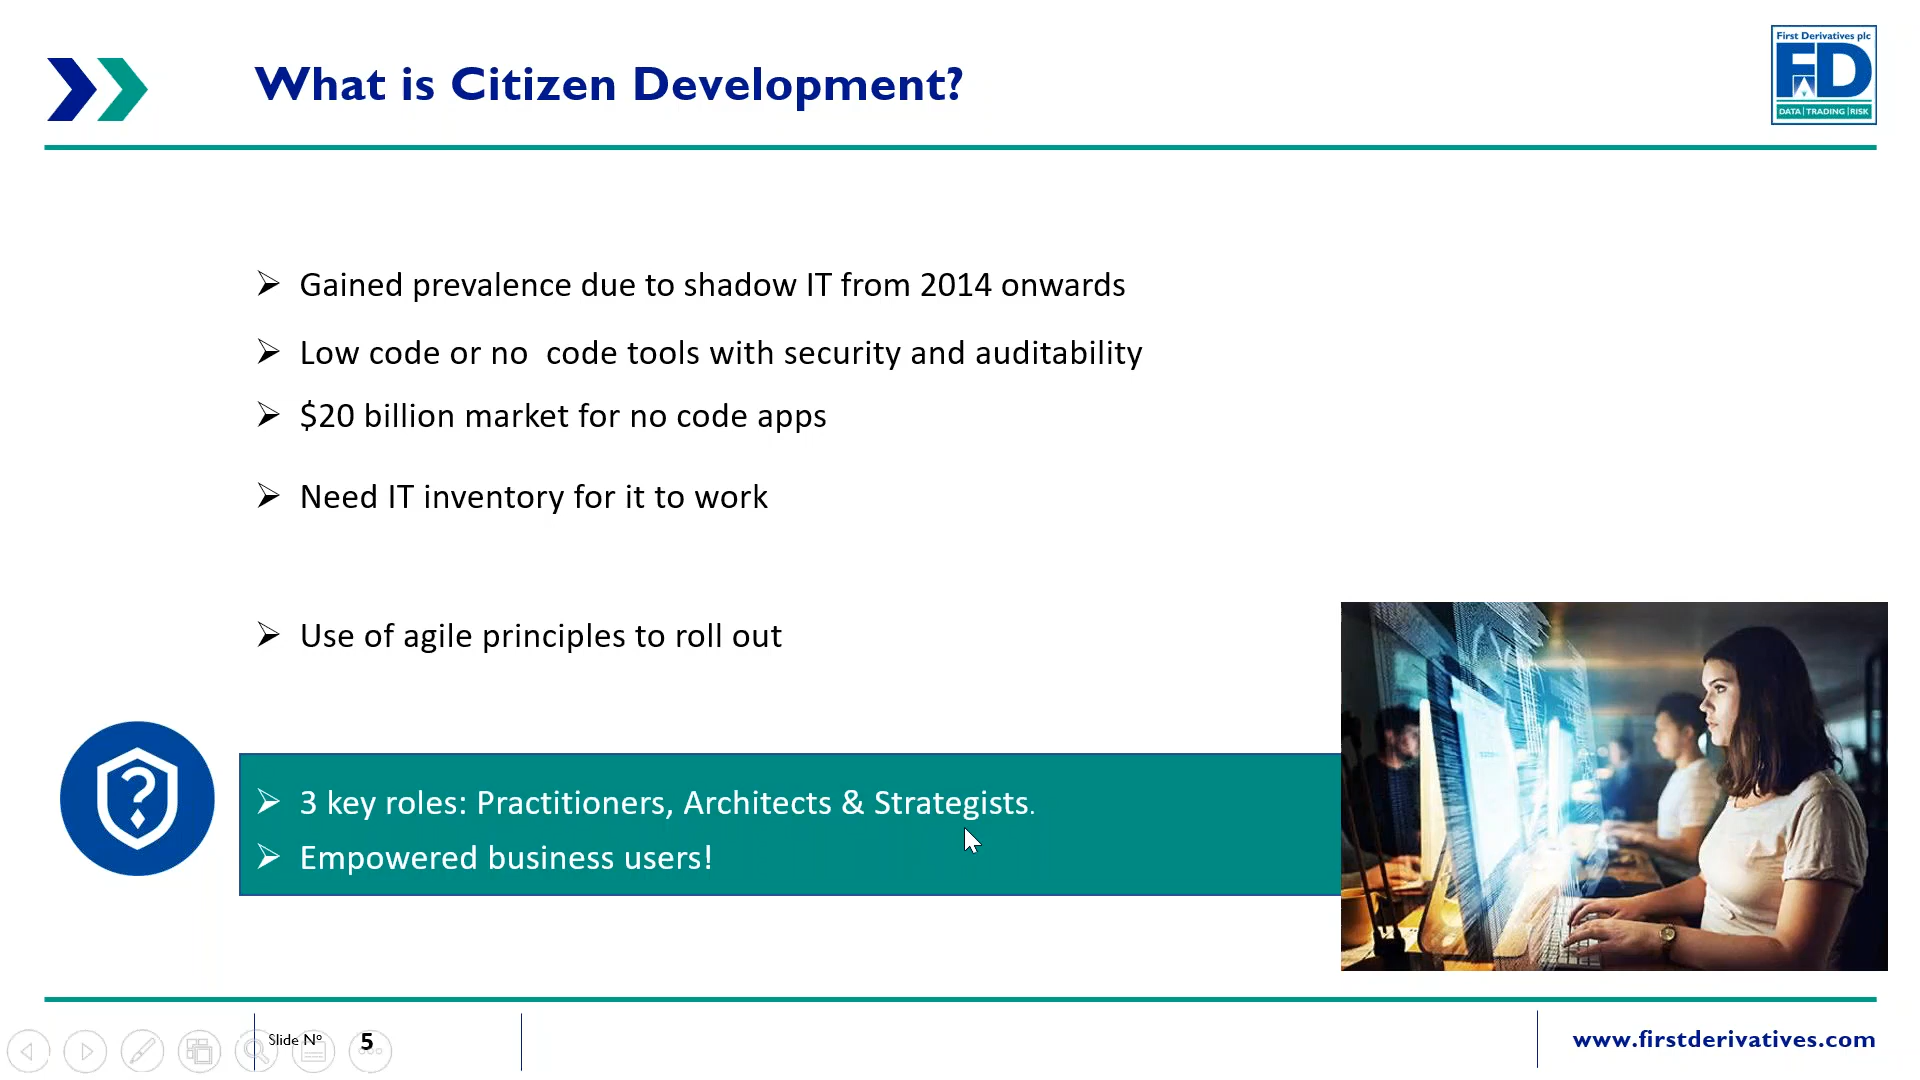 What is Citizen Development?
First Derivatives plc
FD
DATA | TRADING | RISK
➢ Gained prevalence due to shadow IT from 2014 onwards
➢ Low code or no  code tools with security and auditability
➢ $20 billion market for no code apps
➢ Need IT inventory for it to work
➢ Use of agile principles to roll out
➢ 3 key roles: Practitioners, Architects & Strategists.
➢ Empowered business users!
Slide Nº 5
www.firstderivatives.com